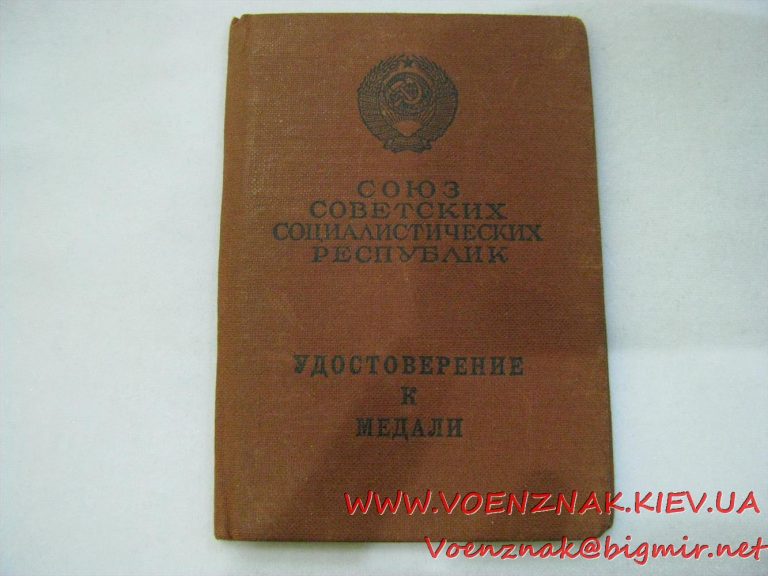 СОЮЗ
СОВЕТСКИХ
СОЦИАЛИСТИЧЕСКИХ
РЕСПУБЛИК
УДОСТОВЕРЕНИЕ
К
МЕДАЛИ
WWW.VOENZNAK.KIEV.UA
Voenznak@bigmir.net